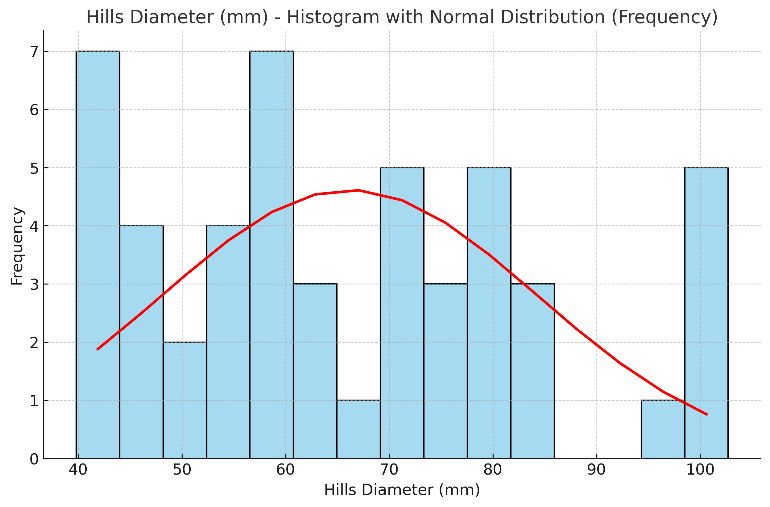 Hills Diameter (mm) - Histogram with Normal Distribution (Frequency)
Frequency
7
6
5
4
3
2
1
0
40 50 60 70 80 90 100
Hills Diameter (mm)